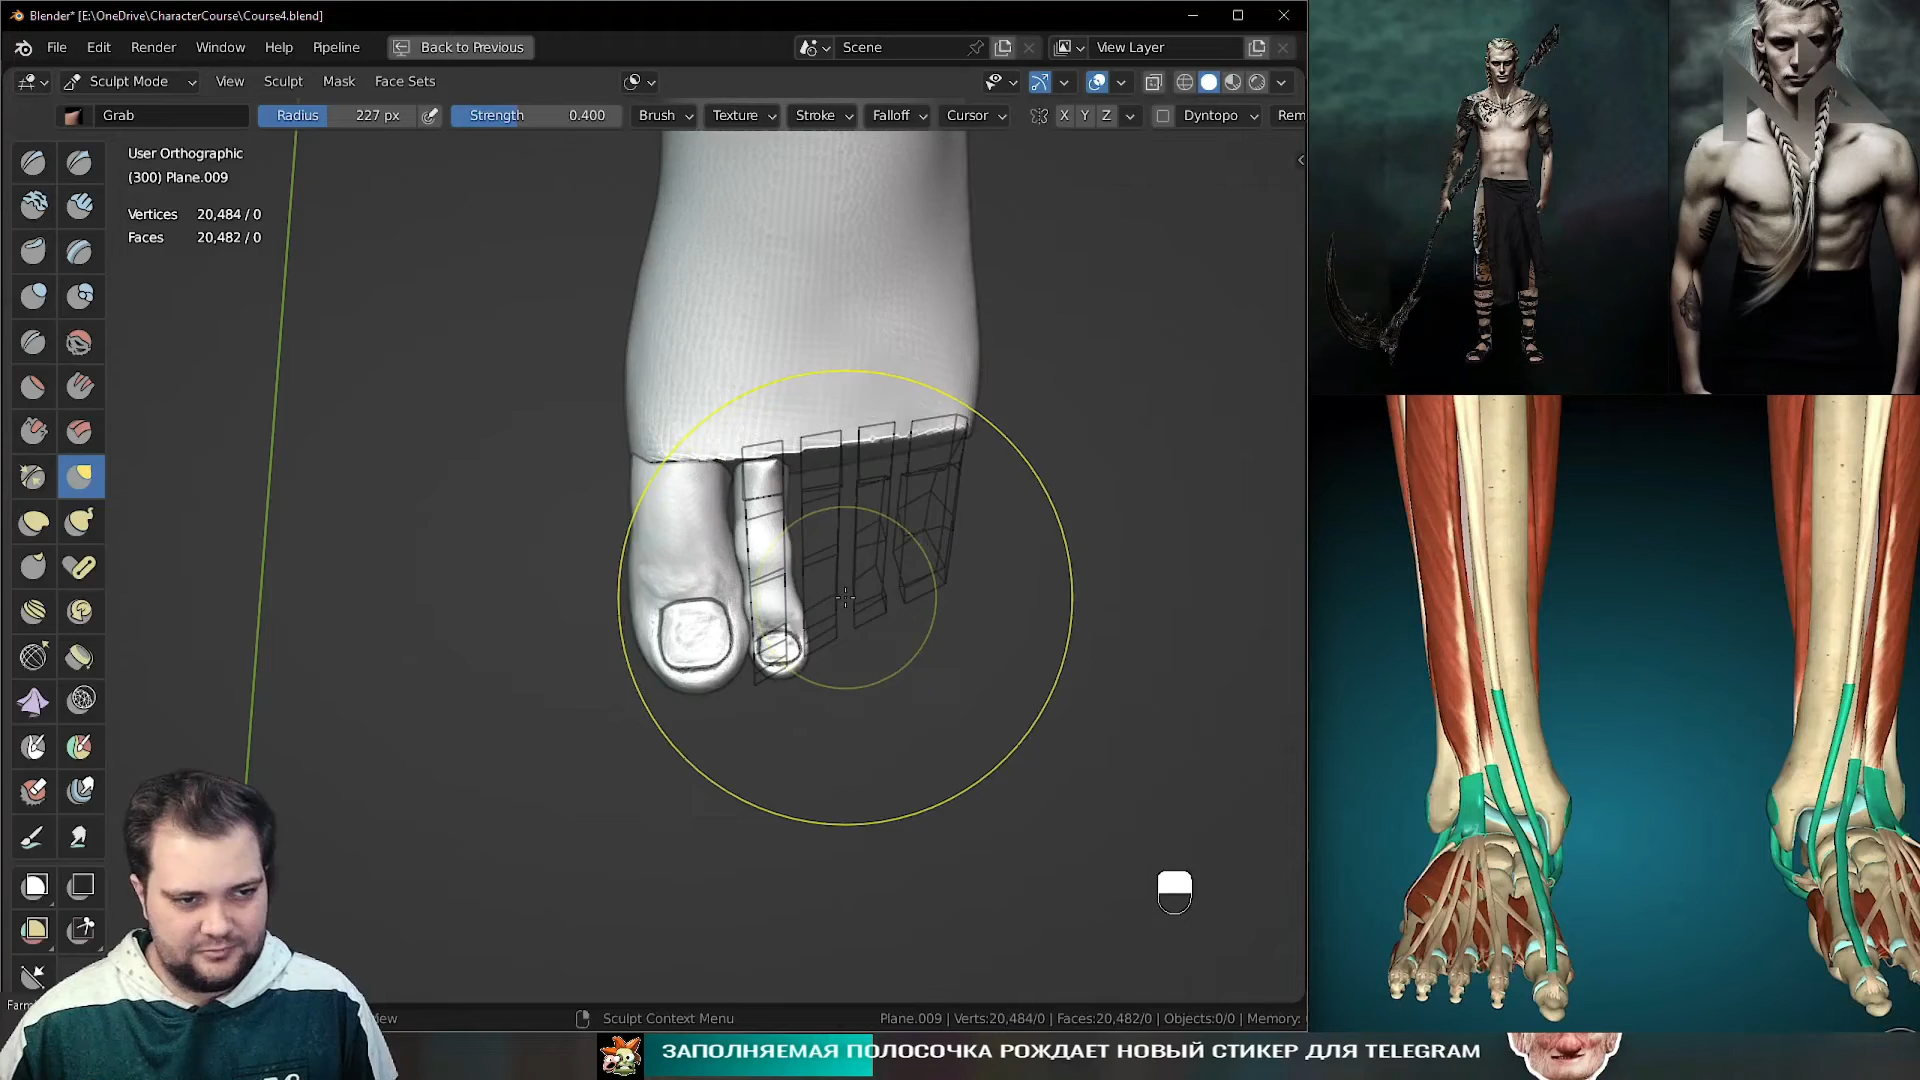 Blender* [E:\OneDrive\CharacterCourse\Course4.blend]
File Edit Render Window Help Pipeline Back to Previous Scene View Layer
Sculpt Mode View Sculpt Mask Face Sets
Grab Radius 227 px Strength 0.400 Brush Texture Stroke Falloff Cursor X Y Z Dyntopo Rem
User Orthographic
(300) Plane.009
Vertices 20,484 / 0
Faces 20,482 / 0
Sculpt Context Menu Plane.009 | Verts:20,484/0 | Faces:20,482/0 | Objects:0/0 | Memory:
ЗАПОЛНЯЕМАЯ ПОЛОСОЧКА РОЖДАЕТ НОВЫЙ СТИКЕР ДЛЯ TELEGRAM